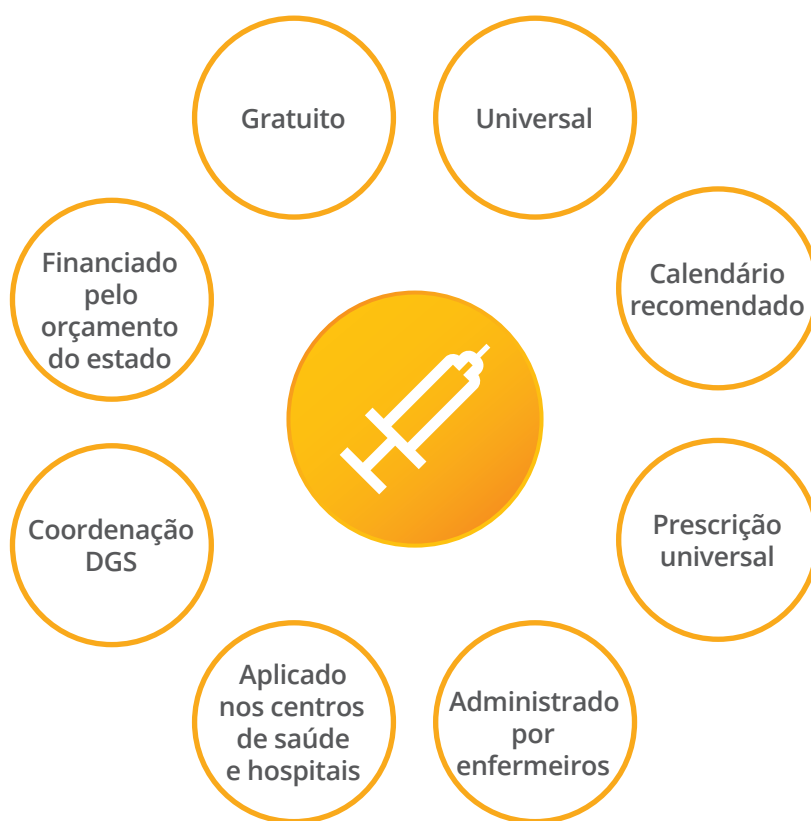 Gratuito
Universal
Financiado
pelo
orçamento
do estado
Calendário
recomendado
Coordenação
DGS
Prescrição
universal
Aplicado
nos centros
de saúde
e hospitais
Administrado
por
enfermeiros